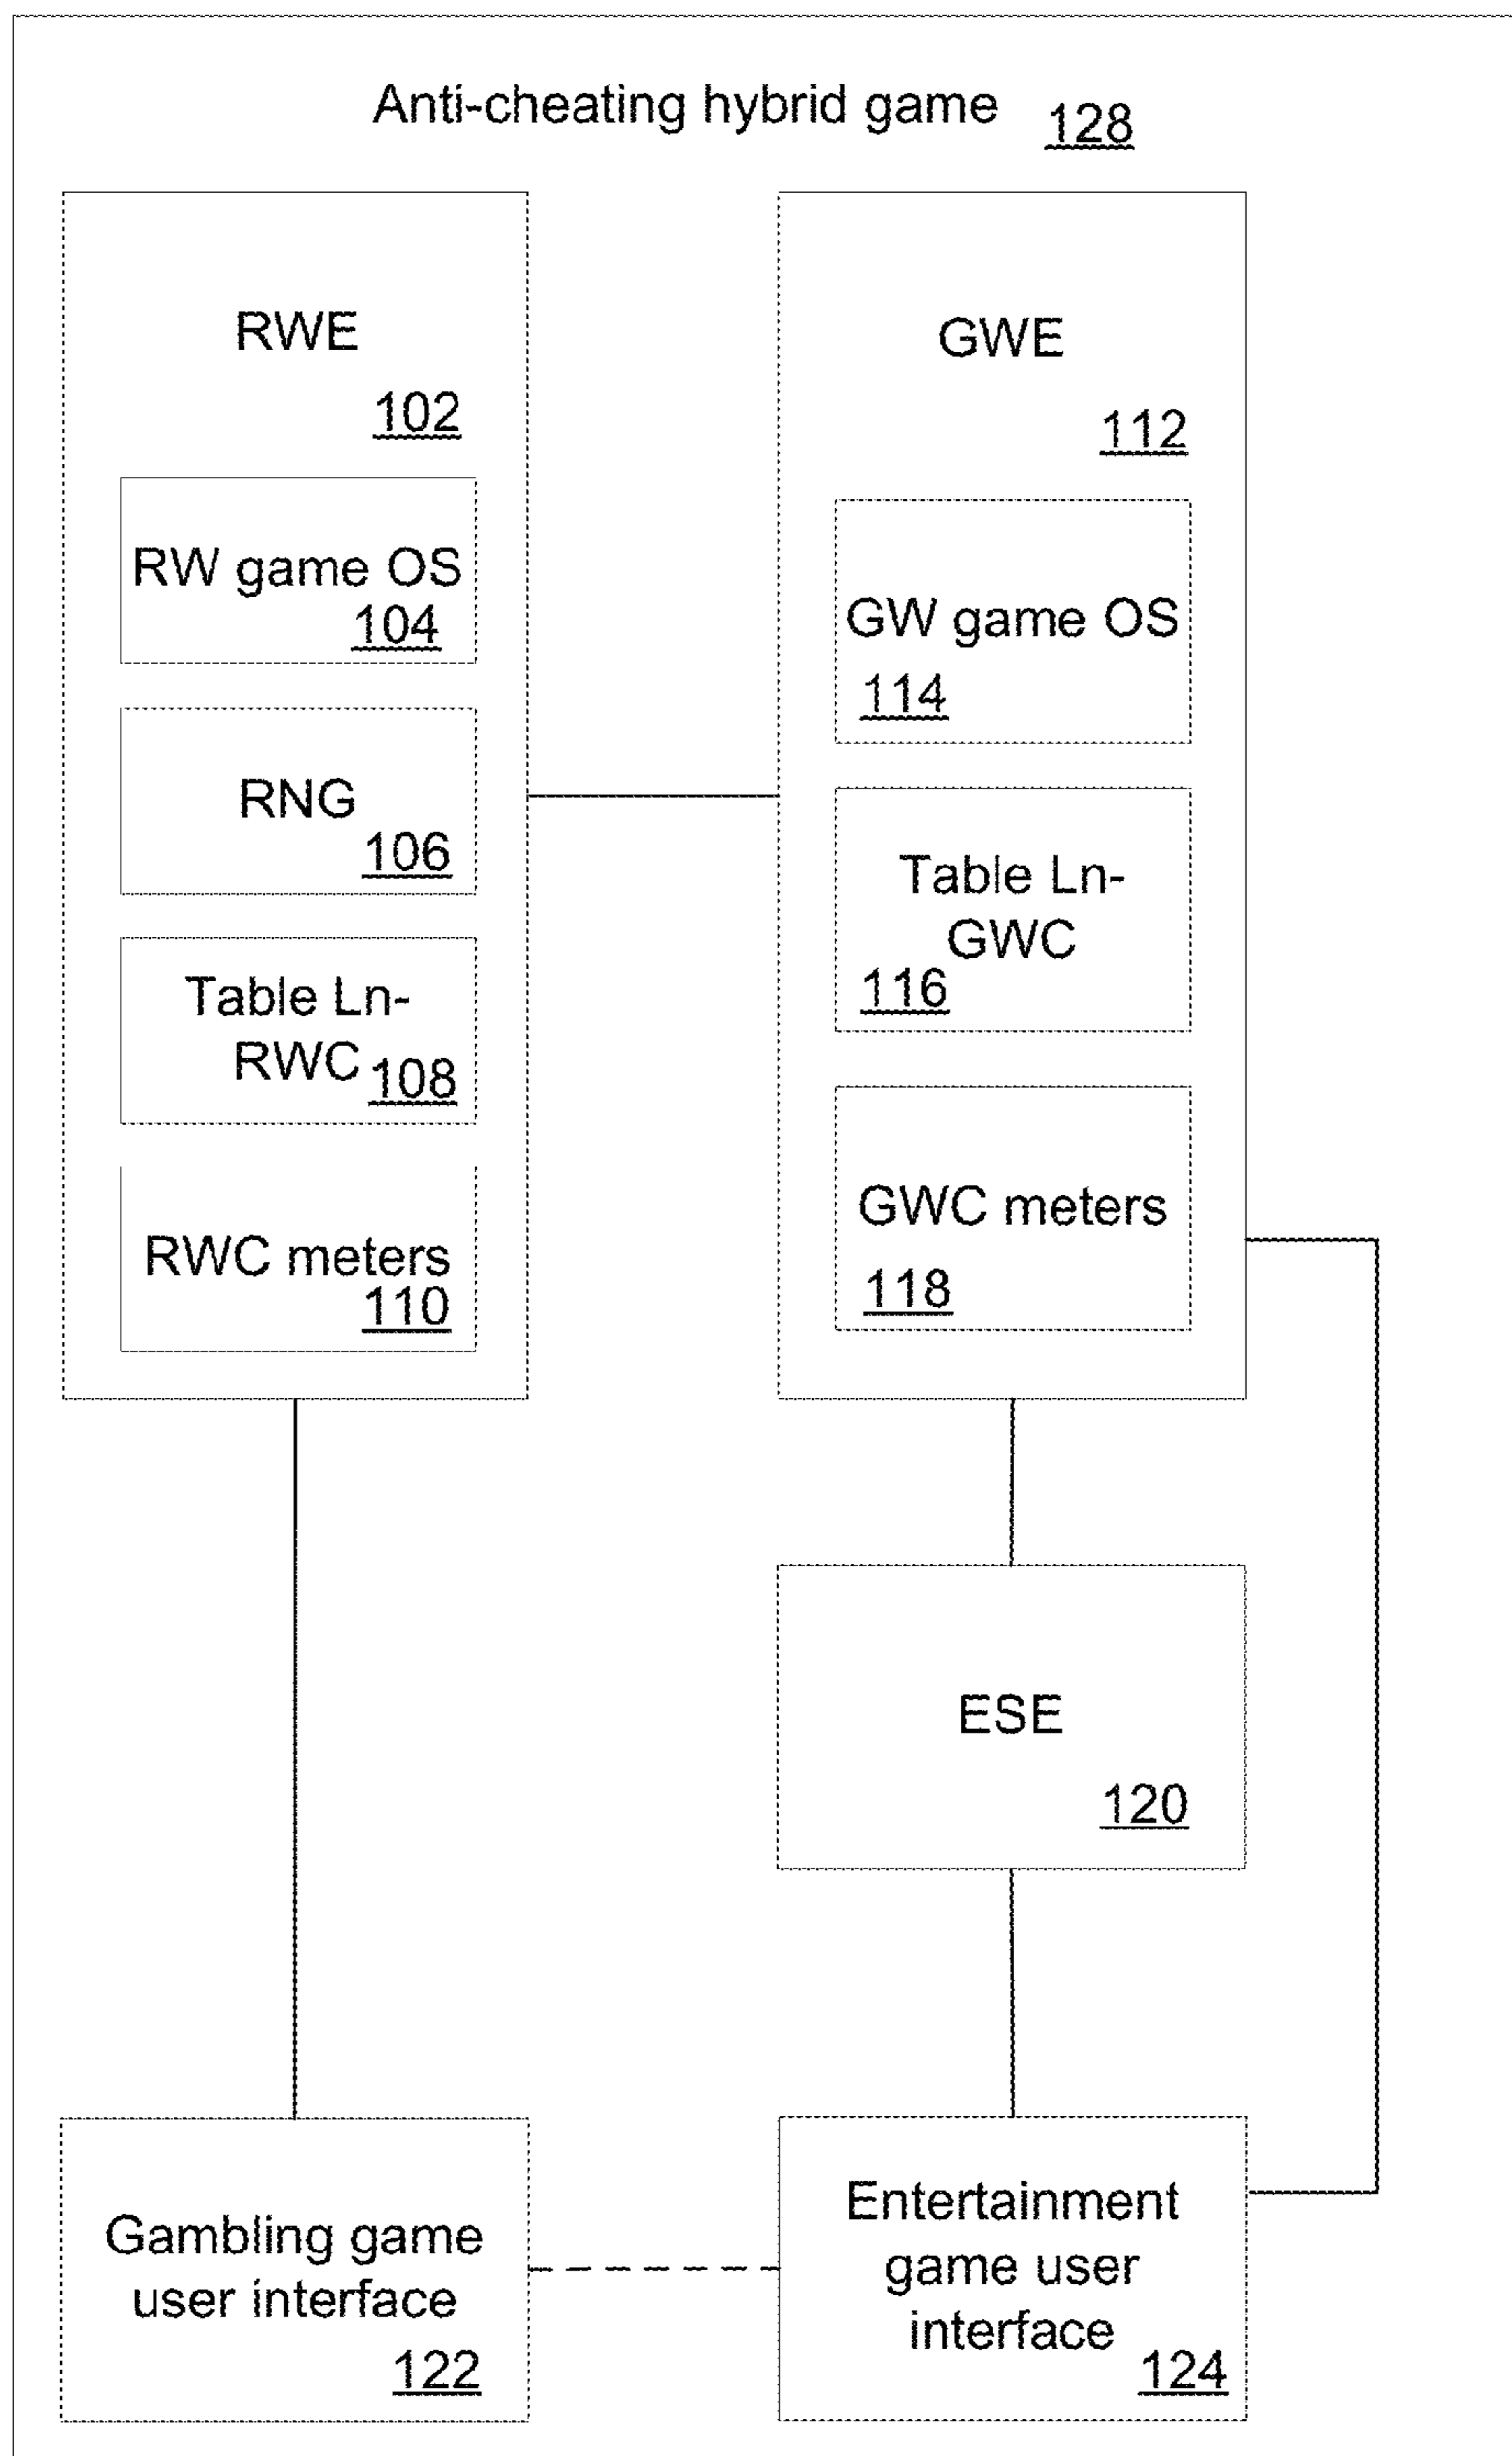 Anti-cheating hybrid game 128
RWE
102
RW game OS
104
RNG
106
Table Ln-
RWC 108
RWC meters
110
GWE
112
GW game OS
114
Table Ln-
GWC
116
GWC meters
118
ESE
120
Gambling game
user interface
122
Entertainment
game user
interface
124